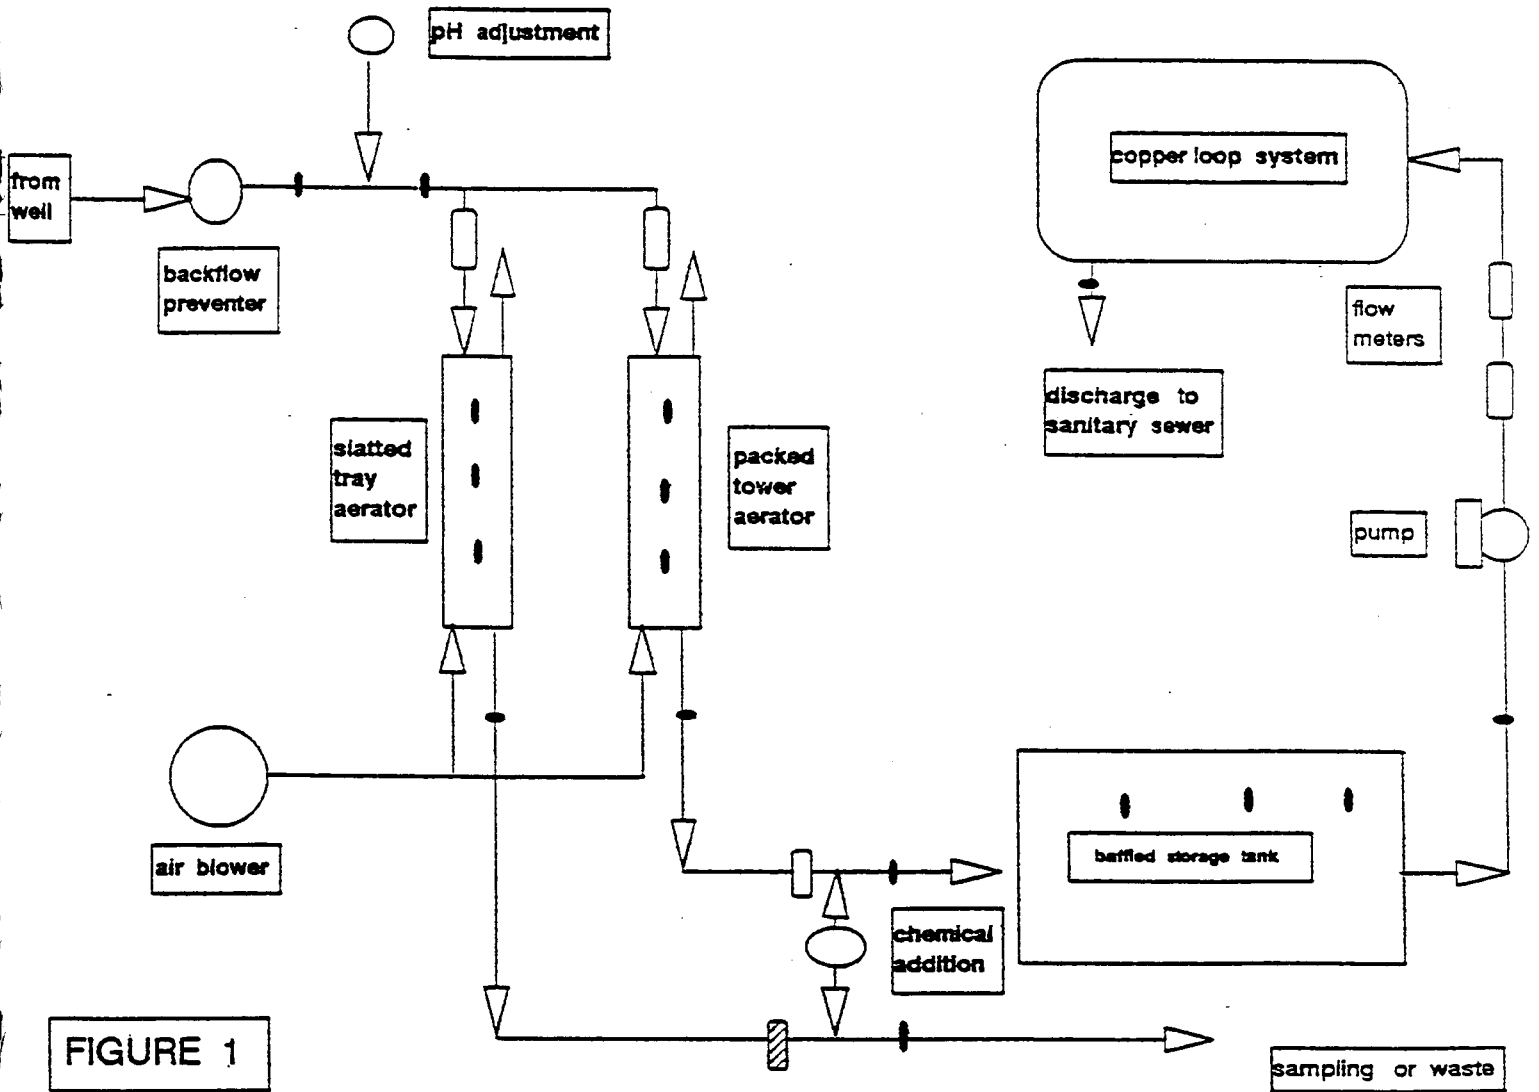 pH adjustment
from
well
backflow
preventer
copper loop system
flow
meters
discharge to
sanitary sewer
slatted
tray
aerator
packed
tower
aerator
pump
air blower
baffled storage tank
chemical
addition
FIGURE 1
sampling or waste